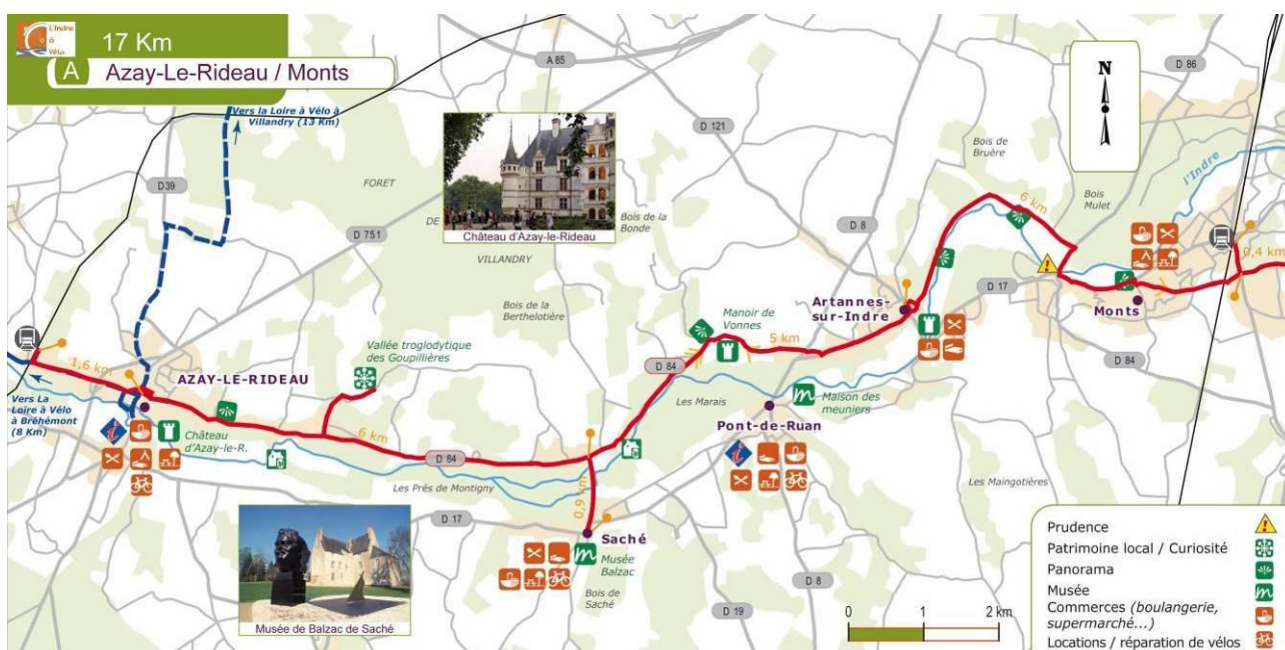 L'Indre
à
Vélo
17 Km
A Azay-Le-Rideau / Monts
Vers la Loire à Vélo à
Villandry (13 Km)
A 85
D 86
N
D 121
D39
FORET
DE
VILLANDRY
Bois de
Bruère
Bois
Mulet
l'Indre
6 km
Château d'Azay-le-Rideau
Bois de la
Bonde
D 751
D 8
0,4 km
Bois de la
Berthelotière
Manoir de
Vonnes
Artannes-
sur-Indre
D 17
Monts
5 km
Vallée troglodytique
des Goupillières
D 84
D 84
1,6 km
AZAY-LE-RIDEAU
Vers La
Loire à Vélo
à Bréhémont
(8 Km)
Les Marais
Maison des
meuniers
Château
d'Azay-le-R.
6 km
D 84
Pont-de-Ruan
Les Prés de Montigny
0,9 km
Les Maingotières
D 17
Saché
Musée
Balzac
Bois de
Saché
D 8
D 19
Musée de Balzac de Saché
0 1 2 km
Prudence
Patrimoine local / Curiosité
Panorama
Musée
Commerces (boulangerie,
supermarché...)
Locations / réparation de vélos